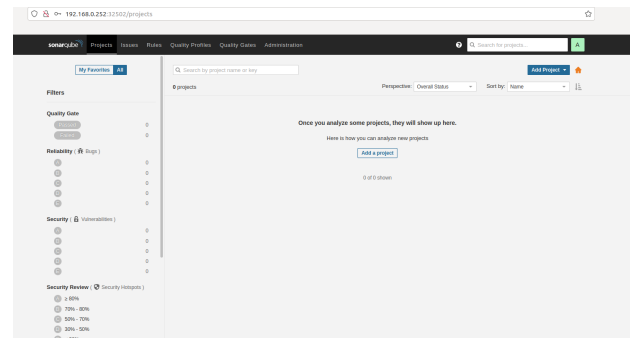 192.168.0.252:32502/projects
sonarqube Projects Issues Rules Quality Profiles Quality Gates Administration Search for projects... A
My Favorites All Search by project name or key Add Project
0 projects Perspective: Overall Status Sort by: Name
Filters
Quality Gate
Passed 0
Failed 0
Once you analyze some projects, they will show up here.
Here is how you can analyze new projects
Add a project
0 of 0 shown
Reliability ( Bugs )
A 0
B 0
C 0
D 0
E 0
Security ( Vulnerabilities )
A 0
B 0
C 0
D 0
E 0
Security Review ( Security Hotspots )
A ≥ 80%
B 70% - 80%
C 50% - 70%
D 30% - 50%